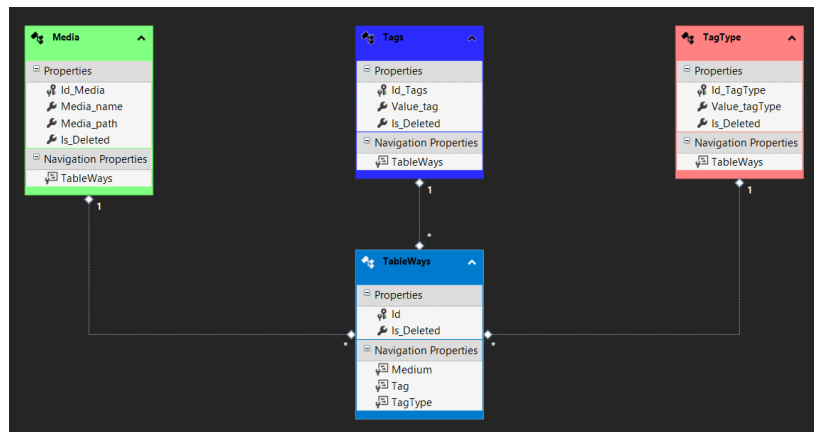 Media
Properties
Id_Media
Media_name
Media_path
Is_Deleted
Navigation Properties
TableWays
1
Tags
Properties
Id_Tags
Value_tag
Is_Deleted
Navigation Properties
TableWays
1
*
TagType
Properties
Id_TagType
Value_tagType
Is_Deleted
Navigation Properties
TableWays
1
TableWays
Properties
Id
Is_Deleted
Navigation Properties
Medium
Tag
TagType
*
*